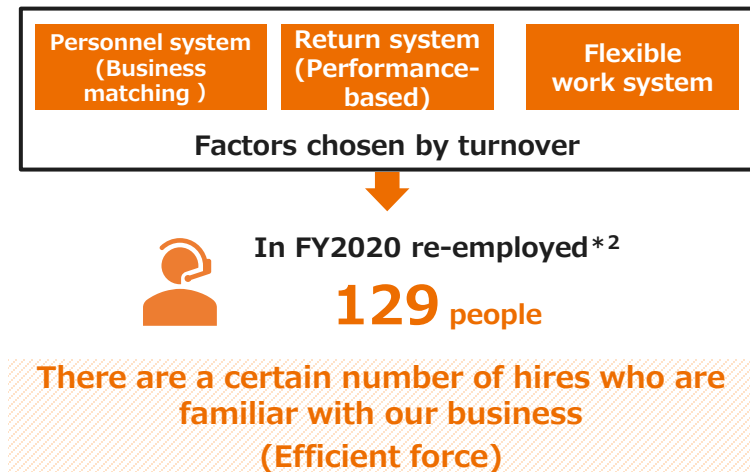 Personnel system
(Business
matching )
Return system
(Performance-
based)
Flexible
work system
Factors chosen by turnover
In FY2020 re-employed*2
129 people
There are a certain number of hires who are
familiar with our business
(Efficient force)